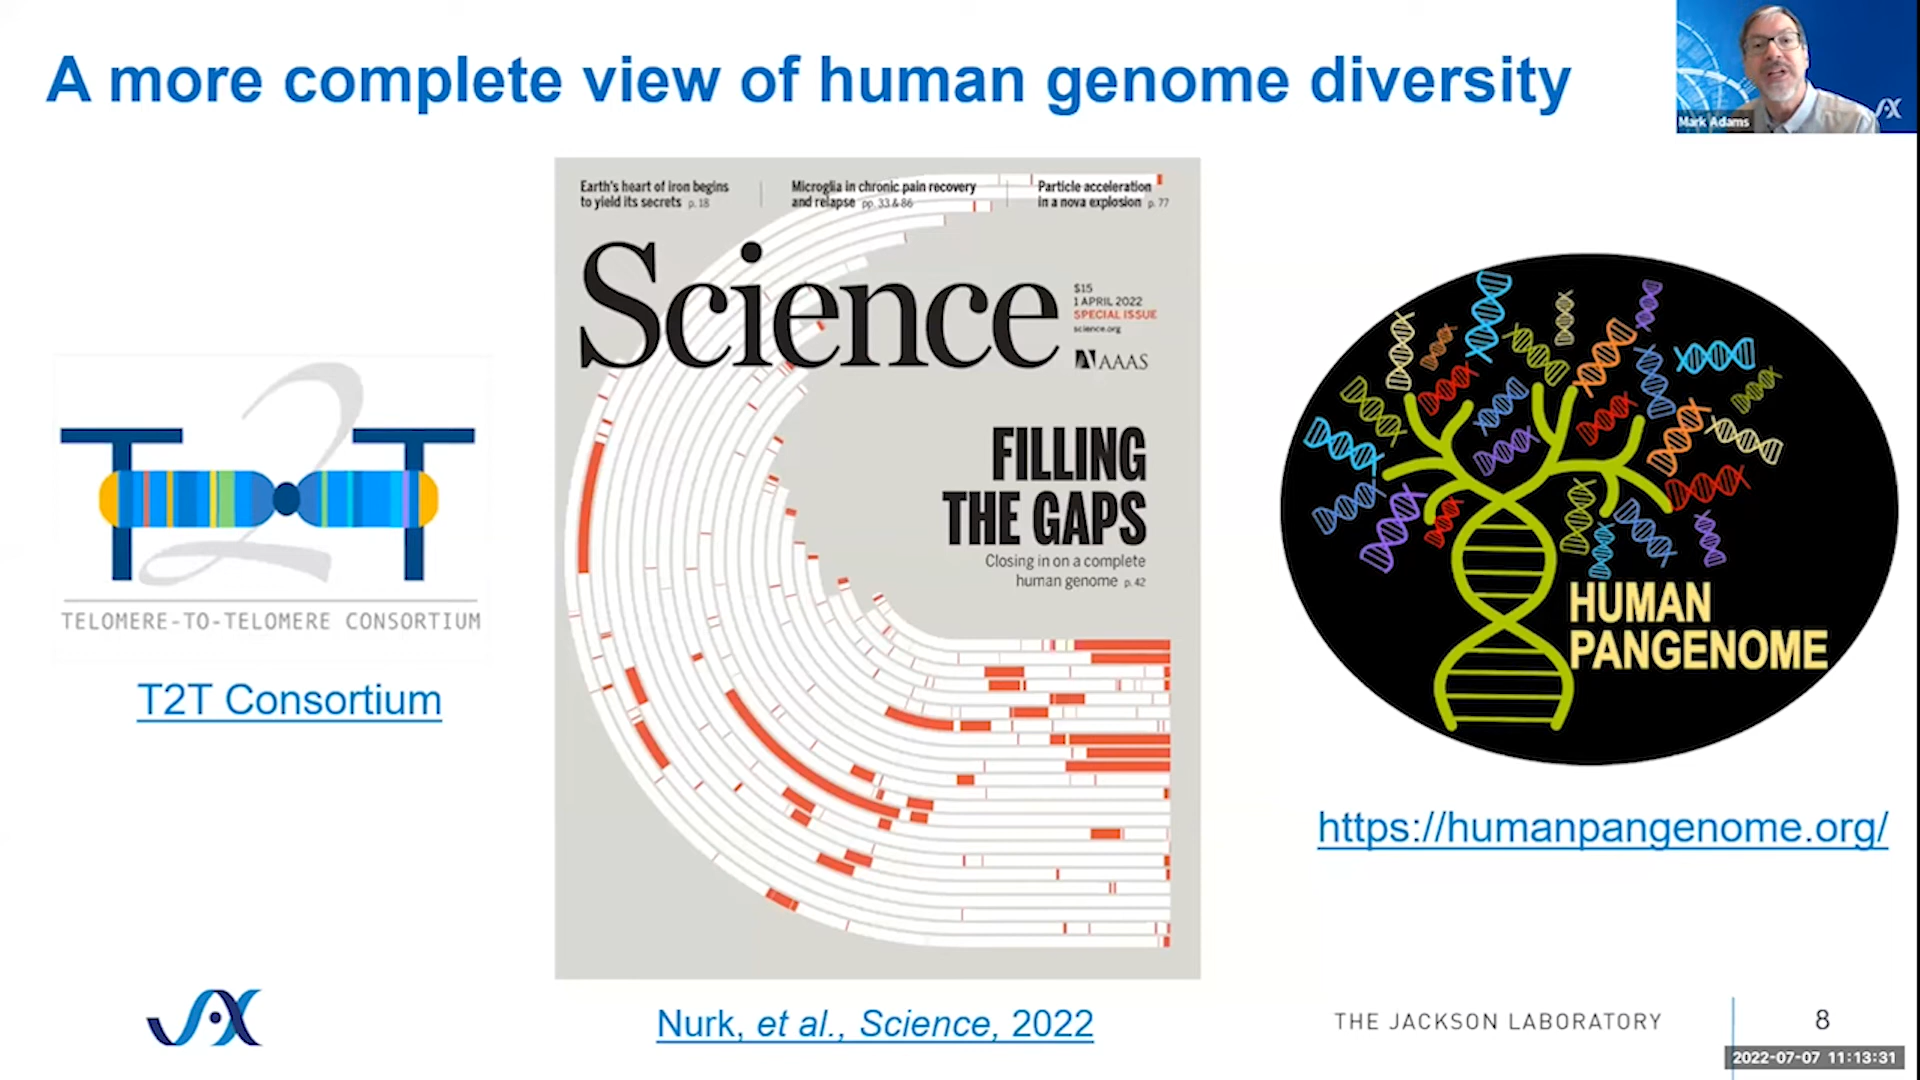 A more complete view of human genome diversity
Mark Adams
Earth's heart of iron begins
to yield its secrets p. 18
Microglia in chronic pain recovery
and relapse pp. 33 & 86
Particle acceleration
in a nova explosion p. 77
Science
$15
1 APRIL 2022
SPECIAL ISSUE
science.org
AAAS
FILLING
THE GAPS
Closing in on a complete
human genome p. 42
T2T
TELOMERE-TO-TELOMERE CONSORTIUM
T2T Consortium
HUMAN
PANGENOME
https://humanpangenome.org/
Nurk, et al., Science, 2022
THE JACKSON LABORATORY
8
2022-07-07 11:13:31